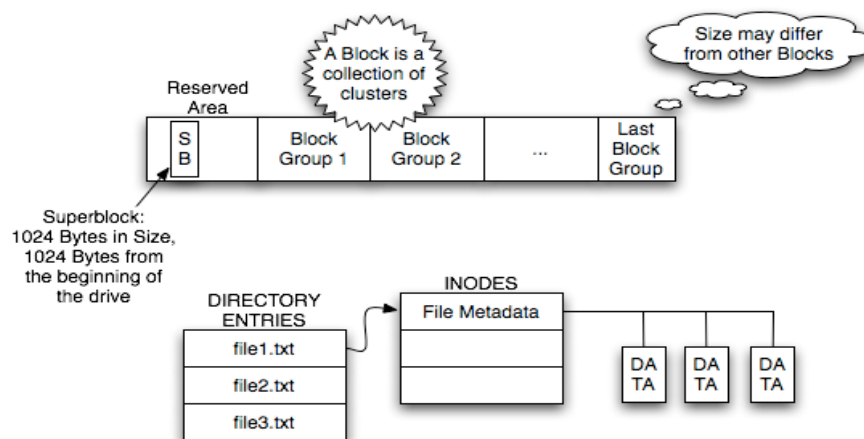 A Block is a
collection of
clusters
Size may differ
from other Blocks
Reserved
Area
S
B
Block
Group 1
Block
Group 2
...
Last
Block
Group
Superblock:
1024 Bytes in Size,
1024 Bytes from
the beginning of
the drive
DIRECTORY
ENTRIES
file1.txt
file2.txt
file3.txt
INODES
File Metadata
DA
TA
DA
TA
DA
TA